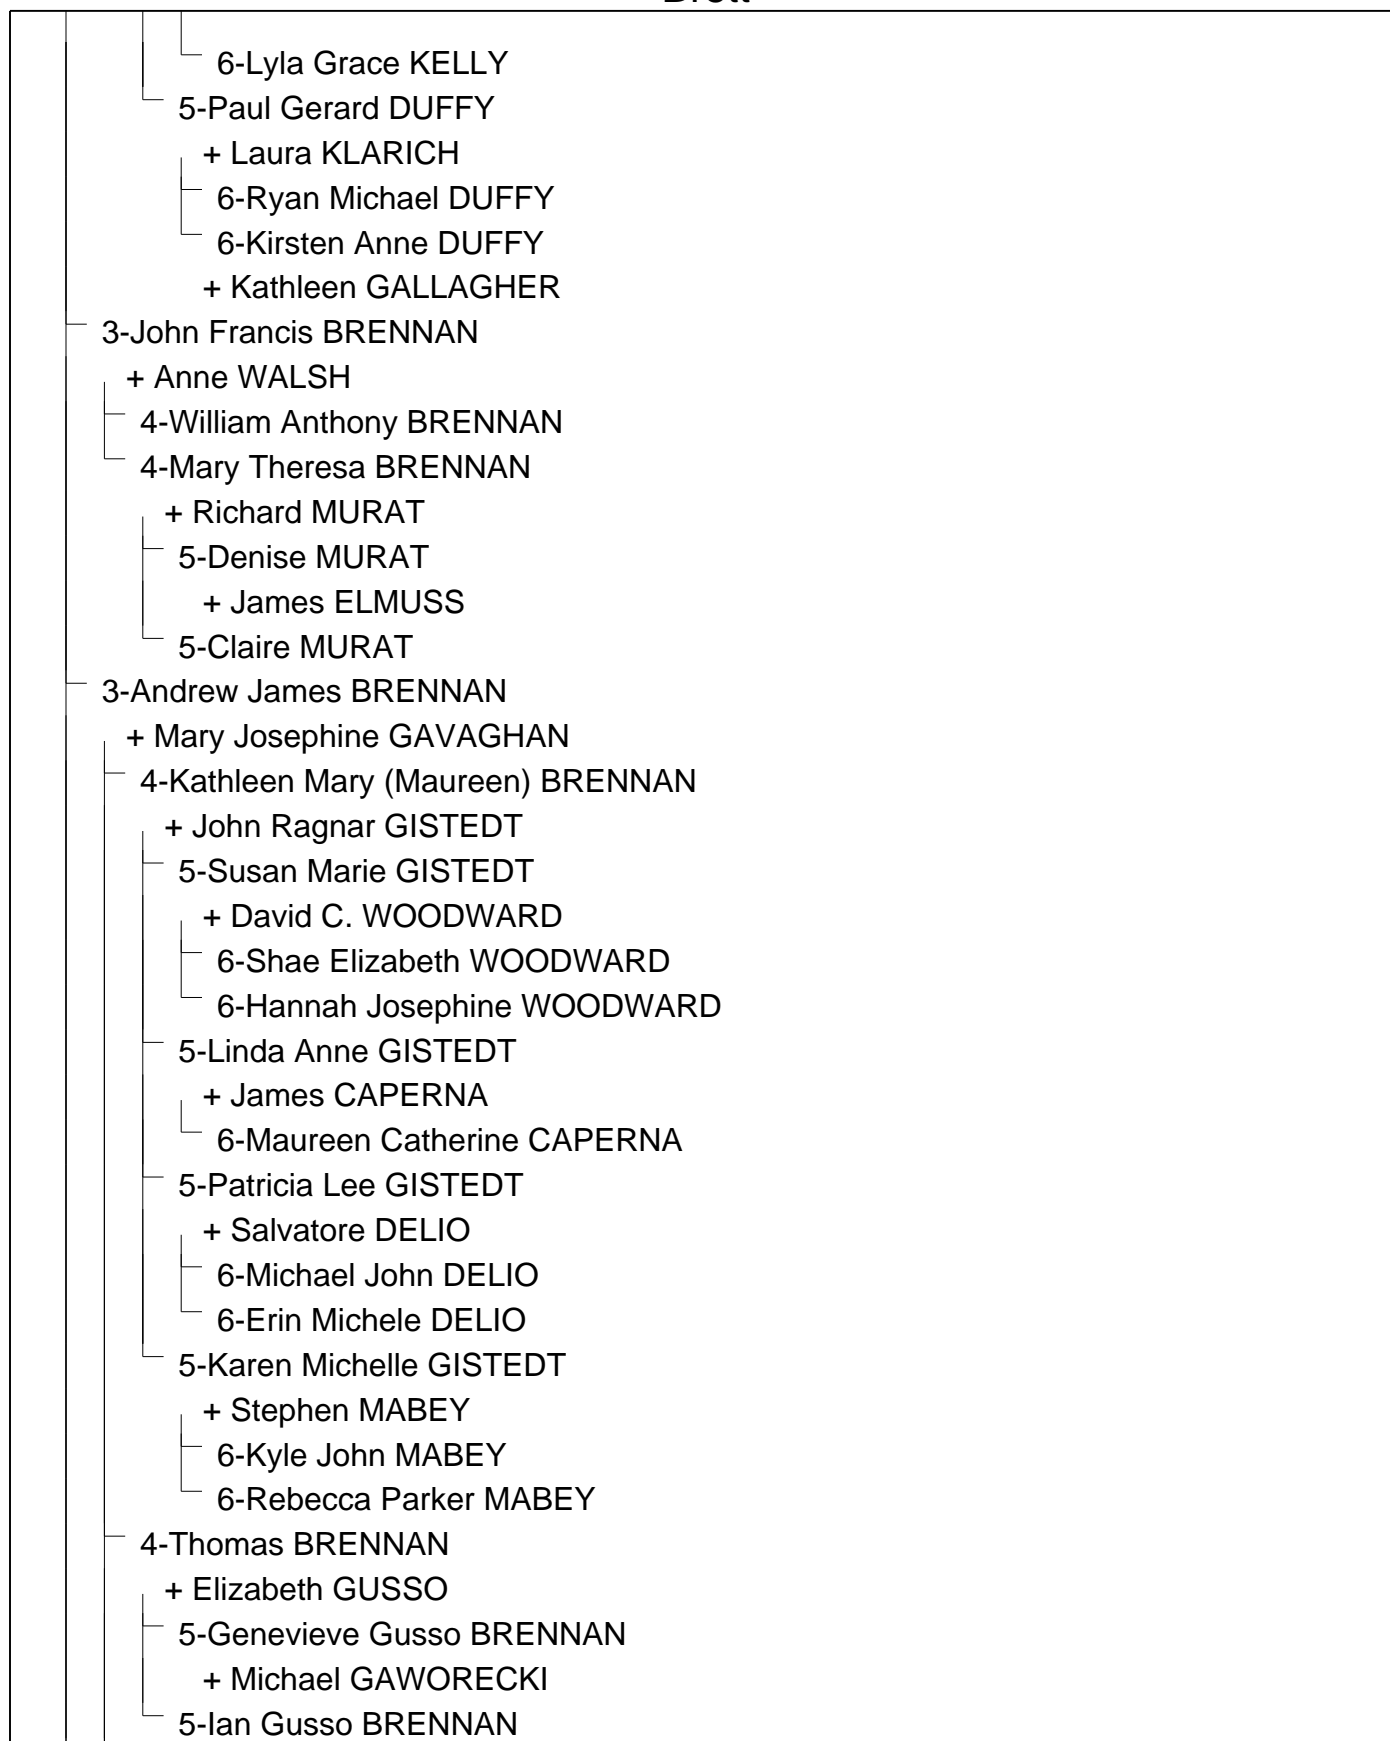 6-Lyla Grace KELLY
5-Paul Gerard DUFFY
+ Laura KLARICH
6-Ryan Michael DUFFY
6-Kirsten Anne DUFFY
+ Kathleen GALLAGHER
3-John Francis BRENNAN
+ Anne WALSH
4-William Anthony BRENNAN
4-Mary Theresa BRENNAN
+ Richard MURAT
5-Denise MURAT
+ James ELMUSS
5-Claire MURAT
3-Andrew James BRENNAN
+ Mary Josephine GAVAGHAN
4-Kathleen Mary (Maureen) BRENNAN
+ John Ragnar GISTEDT
5-Susan Marie GISTEDT
+ David C. WOODWARD
6-Shae Elizabeth WOODWARD
6-Hannah Josephine WOODWARD
5-Linda Anne GISTEDT
+ James CAPERNA
6-Maureen Catherine CAPERNA
5-Patricia Lee GISTEDT
+ Salvatore DELIO
6-Michael John DELIO
6-Erin Michele DELIO
5-Karen Michelle GISTEDT
+ Stephen MABEY
6-Kyle John MABEY
6-Rebecca Parker MABEY
4-Thomas BRENNAN
+ Elizabeth GUSSO
5-Genevieve Gusso BRENNAN
+ Michael GAWORECKI
5-Ian Gusso BRENNAN